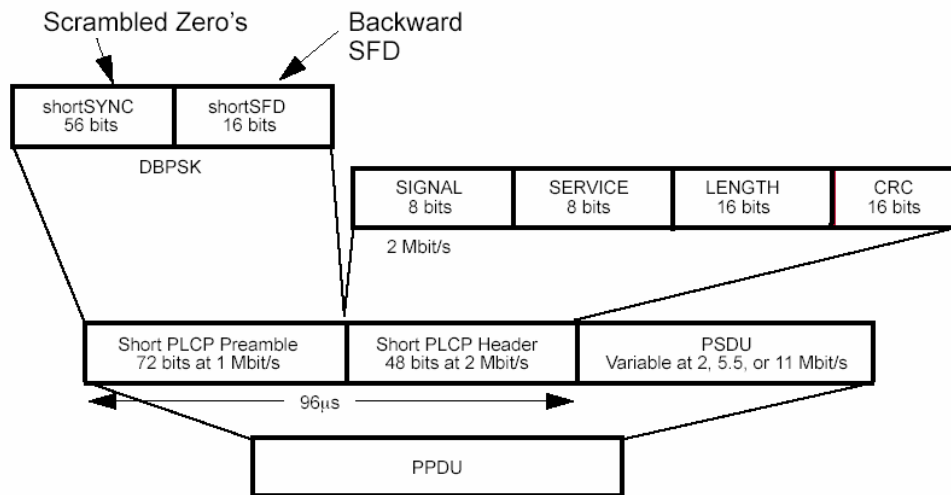 Scrambled Zero's
Backward
SFD
shortSYNC
56 bits
shortSFD
16 bits
DBPSK
SIGNAL
8 bits
SERVICE
8 bits
LENGTH
16 bits
CRC
16 bits
2 Mbit/s
Short PLCP Preamble
72 bits at 1 Mbit/s
Short PLCP Header
48 bits at 2 Mbit/s
PSDU
Variable at 2, 5.5, or 11 Mbit/s
96μs
PPDU